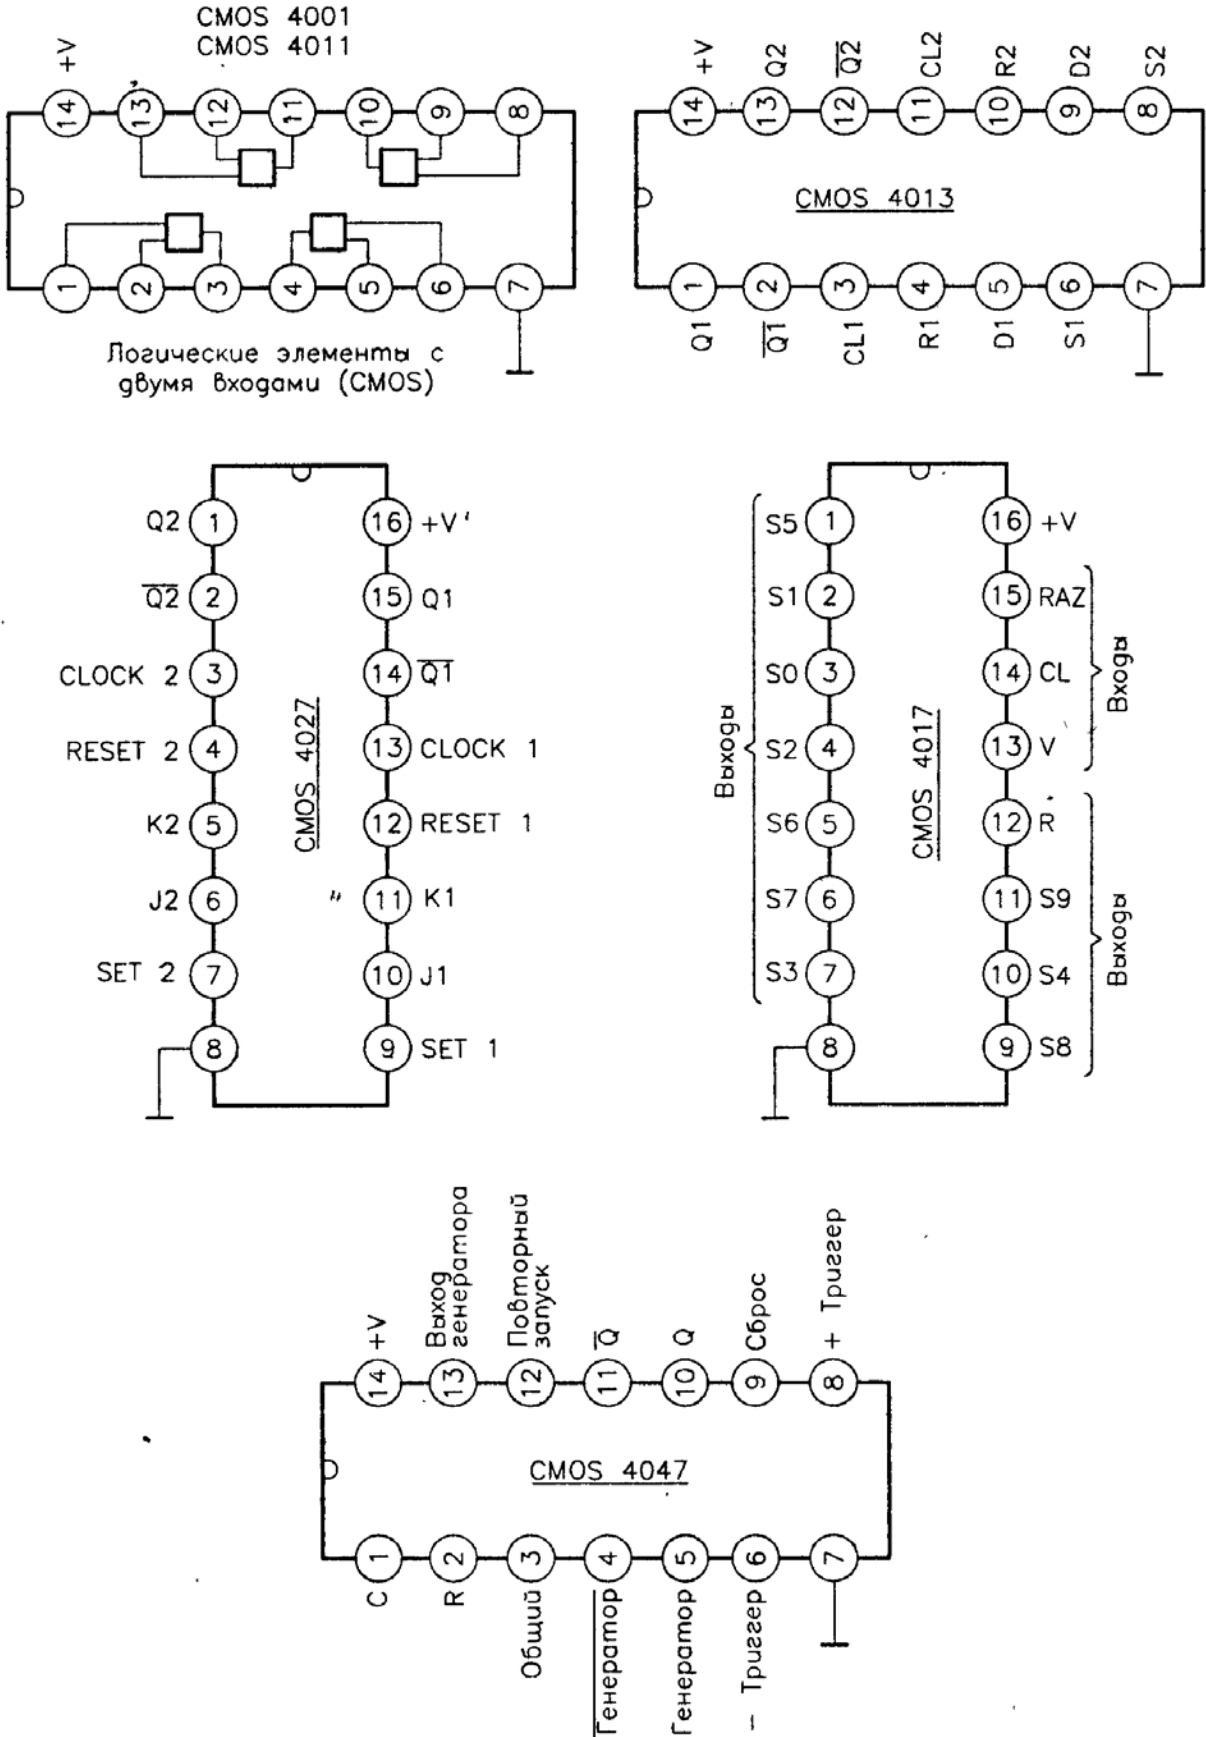 CMOS 4001
CMOS 4011
+V
14 13 12 11 10 9 8
1 2 3 4 5 6 7
Логические элементы с
двумя входами (CMOS)
+V Q2 Q̅2̅ CL2 R2 D2 S2
14 13 12 11 10 9 8
CMOS 4013
1 2 3 4 5 6 7
Q1 Q̅1̅ CL1 R1 D1 S1
Q2 1 16 +V
Q̅2̅ 2 15 Q1
CLOCK 2 3 14 Q̅1̅
RESET 2 4 13 CLOCK 1
K2 5 12 RESET 1
J2 6 11 K1
SET 2 7 10 J1
8 9 SET 1
CMOS 4027
S5 1 16 +V
S1 2 15 RAZ
S0 3 14 CL
S2 4 13 V
S6 5 12 R
S7 6 11 S9
S3 7 10 S4
8 9 S8
CMOS 4017
Выходы
Входы
Выходы
+V
Выход
генератора
Повторный
запуск
Q̅
Q
Сброс
+ Триггер
14 13 12 11 10 9 8
CMOS 4047
1 2 3 4 5 6 7
C
R
Общий
Г̅е̅н̅е̅р̅а̅т̅о̅р̅
Генератор
– Триггер